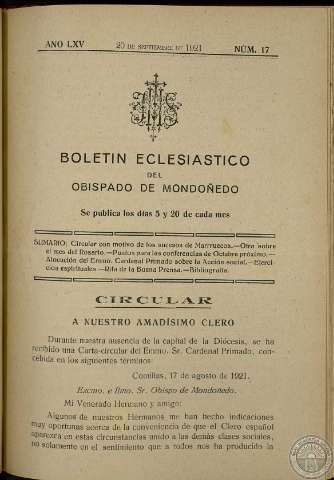 AÑO LXV 20 DE SEPTIEMBRE DE 1921 NÚM. 17
BOLETIN ECLESIASTICO
DEL
OBISPADO DE MONDOÑEDO
Se publica los días 5 y 20 de cada mes
SUMARIO: Circular con motivo de los sucesos de Marruecos.—Otra sobre
el mes del Rosario.—Puntos para las conferencias de Octubre próximo.—
Alocución del Emmo. Cardenal Primado sobre la Acción social.—Ejerci-
cios espirituales.—Rifa de la Buena Prensa.—Bibliografía.
CIRCULAR
A NUESTRO AMADÍSIMO CLERO
Durante nuestra ausencia de la capital de la Diócesis, se ha
recibido una Carta-circular del Emmo. Sr. Cardenal Primado, con-
cebida en los siguientes términos:
Comillas, 17 de agosto de 1921.
Excmo. e Ilmo. Sr. Obispo de Mondoñedo.
Mi Venerado Hermano y amigo:
Algunos de nuestros Hermanos me han hecho indicaciones
muy oportunas acerca de la conveniencia de que el Clero español
aparezca en estas circunstancias unido a las demás clases sociales,
no solamente en el sentimiento que a todos nos ha producido la